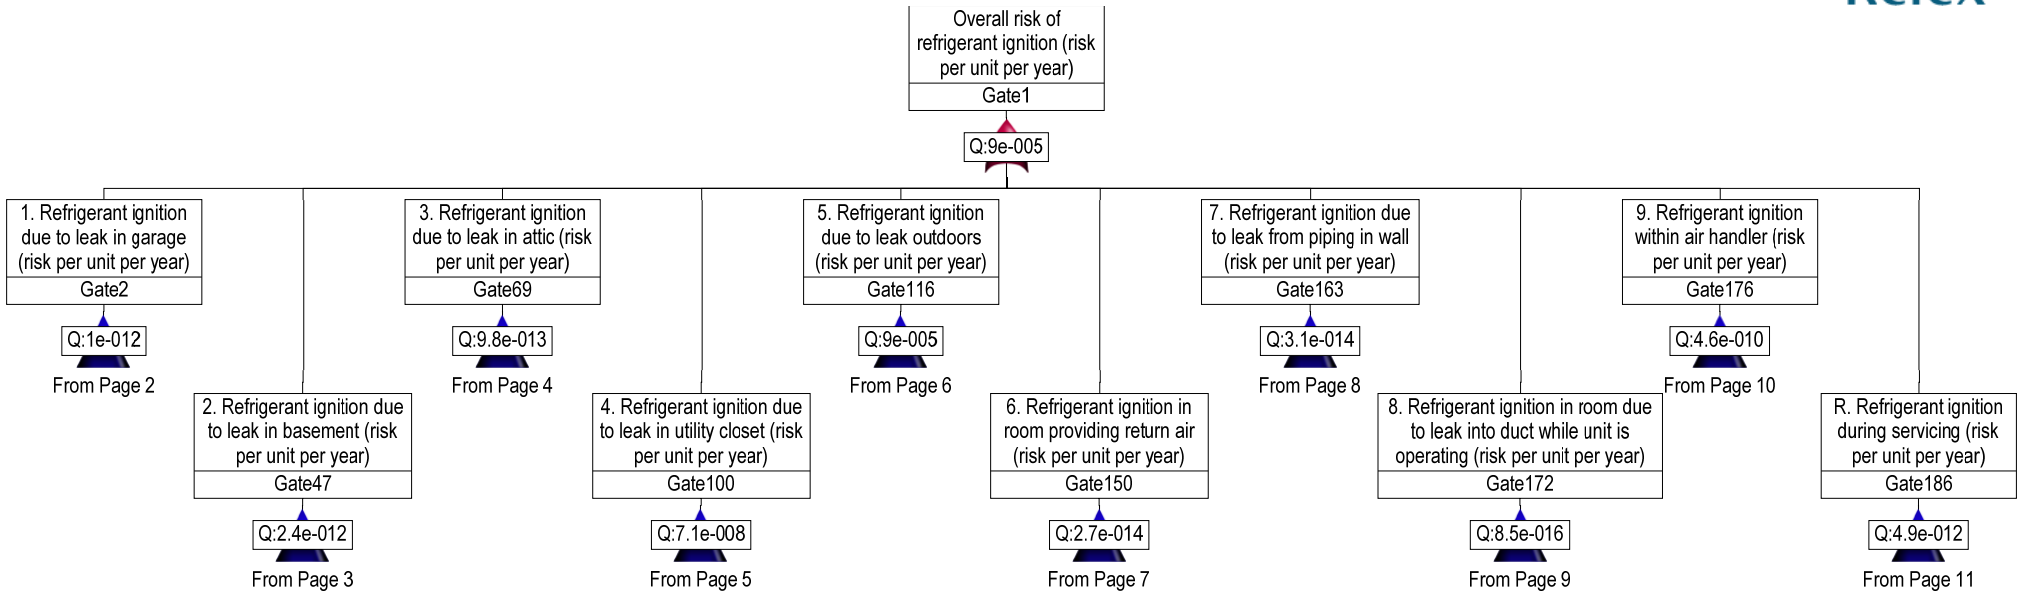 Relex
Overall risk of
refrigerant ignition (risk
per unit per year)
Gate1
Q:9e-005
1. Refrigerant ignition
due to leak in garage
(risk per unit per year)
Gate2
Q:1e-012
From Page 2
3. Refrigerant ignition
due to leak in attic (risk
per unit per year)
Gate69
Q:9.8e-013
From Page 4
5. Refrigerant ignition
due to leak outdoors
(risk per unit per year)
Gate116
Q:9e-005
From Page 6
7. Refrigerant ignition due
to leak from piping in wall
(risk per unit per year)
Gate163
Q:3.1e-014
From Page 8
9. Refrigerant ignition
within air handler (risk
per unit per year)
Gate176
Q:4.6e-010
From Page 10
2. Refrigerant ignition due
to leak in basement (risk
per unit per year)
Gate47
Q:2.4e-012
From Page 3
4. Refrigerant ignition due
to leak in utility closet (risk
per unit per year)
Gate100
Q:7.1e-008
From Page 5
6. Refrigerant ignition in
room providing return air
(risk per unit per year)
Gate150
Q:2.7e-014
From Page 7
8. Refrigerant ignition in room due
to leak into duct while unit is
operating (risk per unit per year)
Gate172
Q:8.5e-016
From Page 9
R. Refrigerant ignition
during servicing (risk
per unit per year)
Gate186
Q:4.9e-012
From Page 11